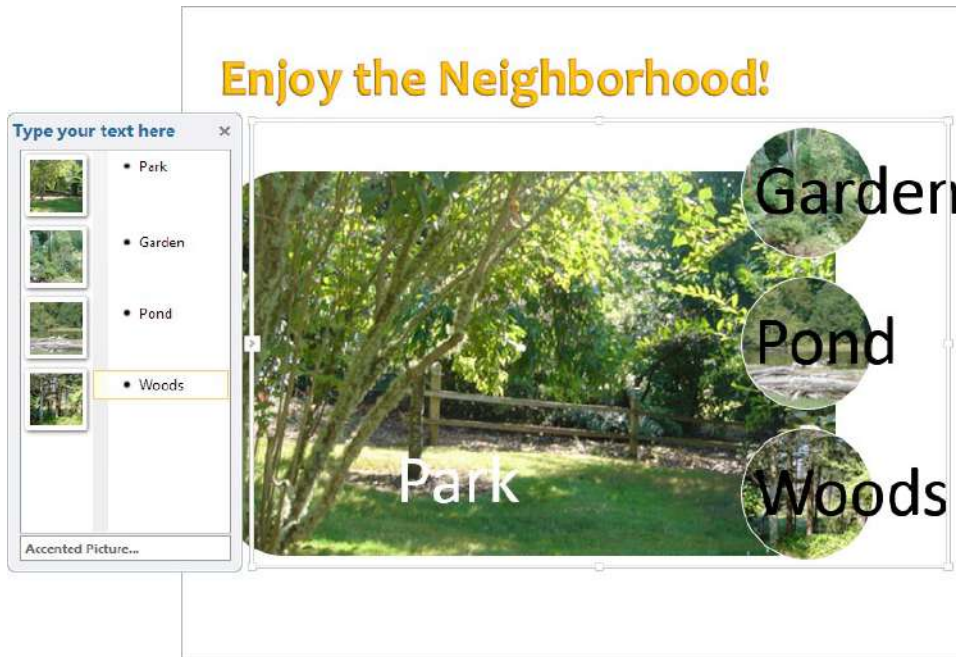 Enjoy the Neighborhood!
Type your text here
Park
Garden
Pond
Woods
Accented Picture...
Garden
Pond
Park
Woods